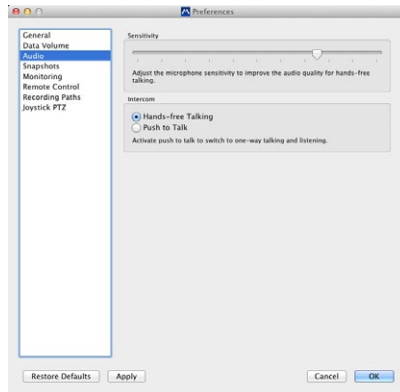 Preferences
General
Data Volume
Audio
Snapshots
Monitoring
Remote Control
Recording Paths
Joystick PTZ
Sensitivity
Adjust the microphone sensitivity to improve the audio quality for hands-free
talking.
Intercom
Hands-free Talking
Push to Talk
Activate push to talk to switch to one-way talking and listening.
Restore Defaults
Apply
Cancel
OK